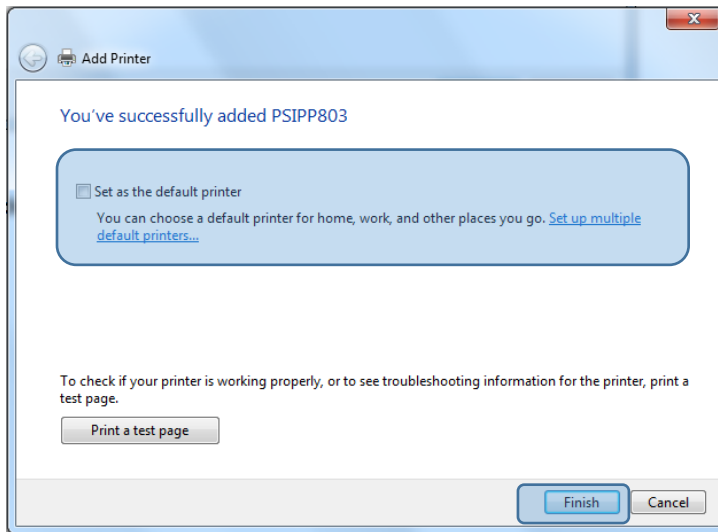 Add Printer
You've successfully added PSIPP803
Set as the default printer
You can choose a default printer for home, work, and other places you go. Set up multiple
default printers...
To check if your printer is working properly, or to see troubleshooting information for the printer, print a
test page.
Print a test page
Finish
Cancel